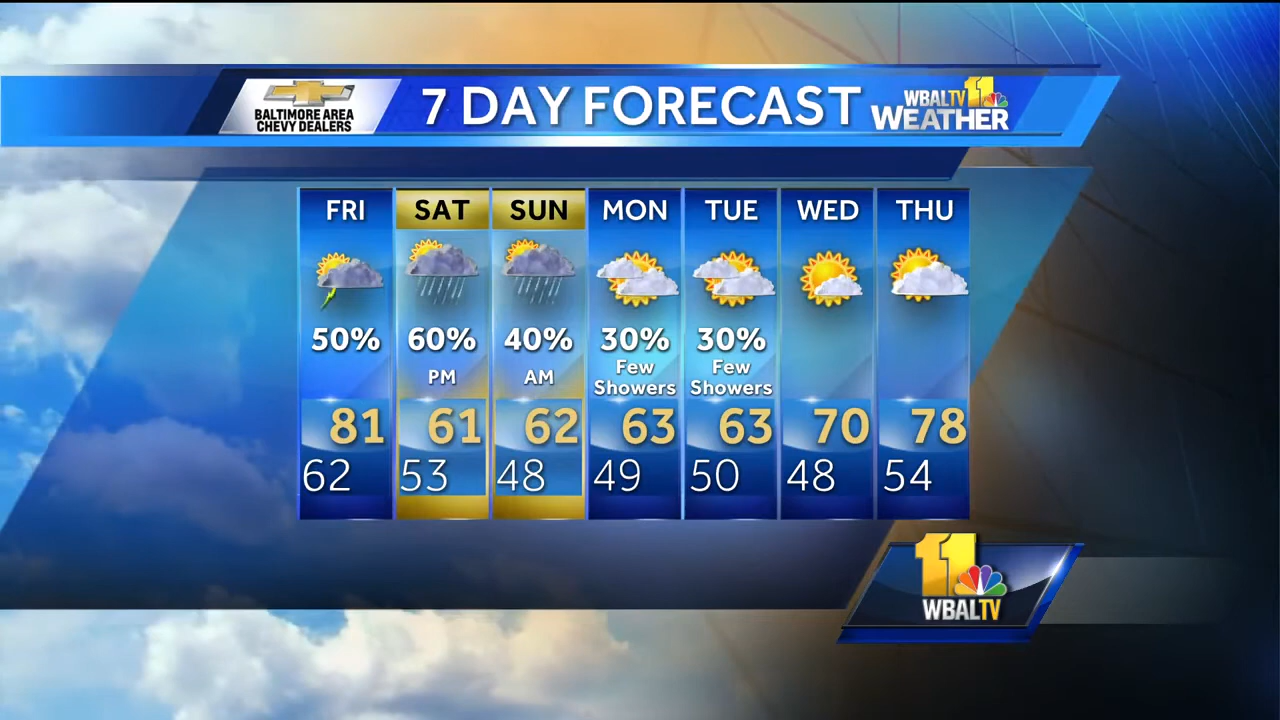 BALTIMORE AREA
CHEVY DEALERS
7 DAY FORECAST
WBALTV 11
WEATHER
FRI SAT SUN MON TUE WED THU
50% 60% 40% 30% 30%
PM AM Few Showers Few Showers
81 61 62 63 63 70 78
62 53 48 49 50 48 54
11
WBALTV